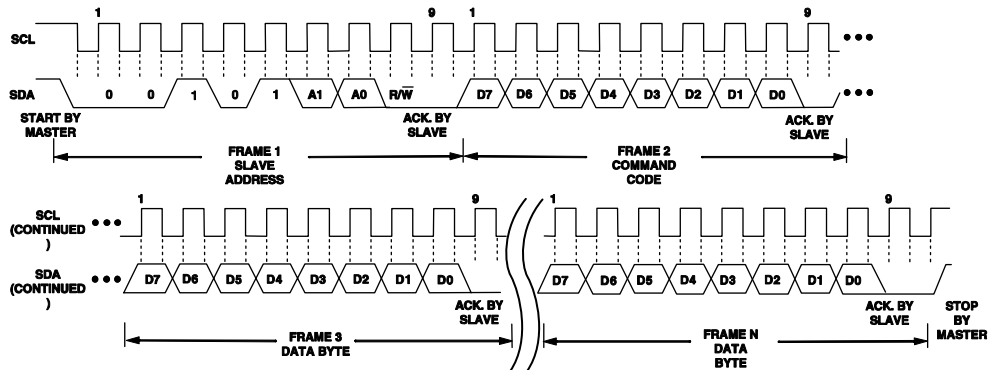 1 9 1 9
SCL
SDA 0 0 1 0 1 A1 A0 R/W̅ D7 D6 D5 D4 D3 D2 D1 D0
START BY
MASTER
ACK. BY
SLAVE
ACK. BY
SLAVE
FRAME 1
SLAVE
ADDRESS
FRAME 2
COMMAND
CODE
1 9 1 9
SCL
(CONTINUED
)
SDA
(CONTINUED
)
D7 D6 D5 D4 D3 D2 D1 D0
D7 D6 D5 D4 D3 D2 D1 D0
ACK. BY
SLAVE
ACK. BY
SLAVE
STOP
BY
MASTER
FRAME 3
DATA BYTE
FRAME N
DATA
BYTE